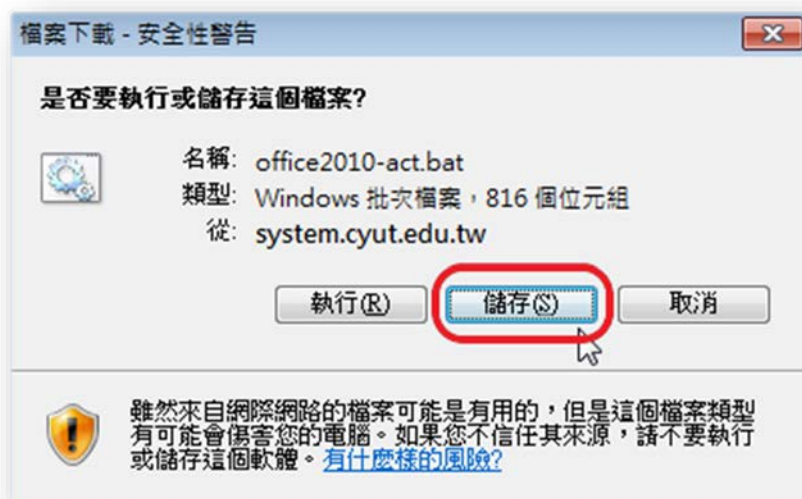 檔案下載 - 安全性警告
是否要執行或儲存這個檔案?
名稱: office2010-act.bat
類型: Windows 批次檔案，816 個位元組
從: system.cyut.edu.tw
執行(R) 儲存(S) 取消
雖然來自網際網路的檔案可能是有用的，但是這個檔案類型
有可能會傷害您的電腦。如果您不信任其來源，請不要執行
或儲存這個軟體。有什麼樣的風險?